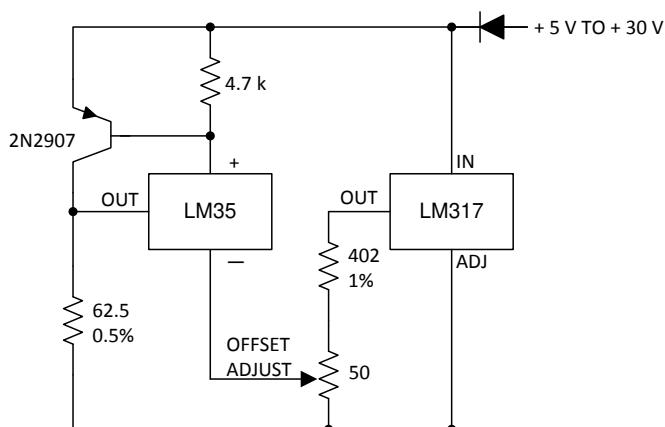 + 5 V TO + 30 V
4.7 k
2N2907
+
IN
OUT
LM35
OUT
LM317
—
ADJ
402
1%
62.5
0.5%
OFFSET
ADJUST
50